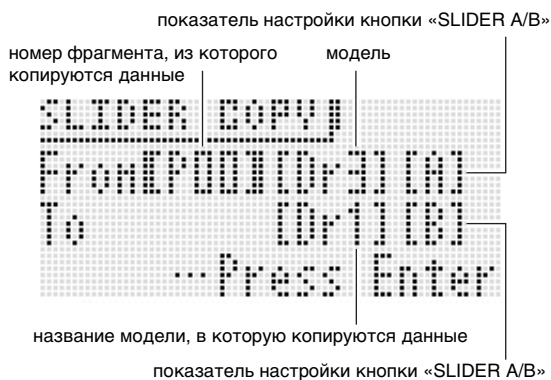 показатель настройки кнопки «SLIDER A/B»
номер фрагмента, из которого
копируются данные
модель
SLIDER COPY
From[P00][Dr3][A]
To [Dr1][B]
…Press Enter
название модели, в которую копируются данные
показатель настройки кнопки «SLIDER A/B»